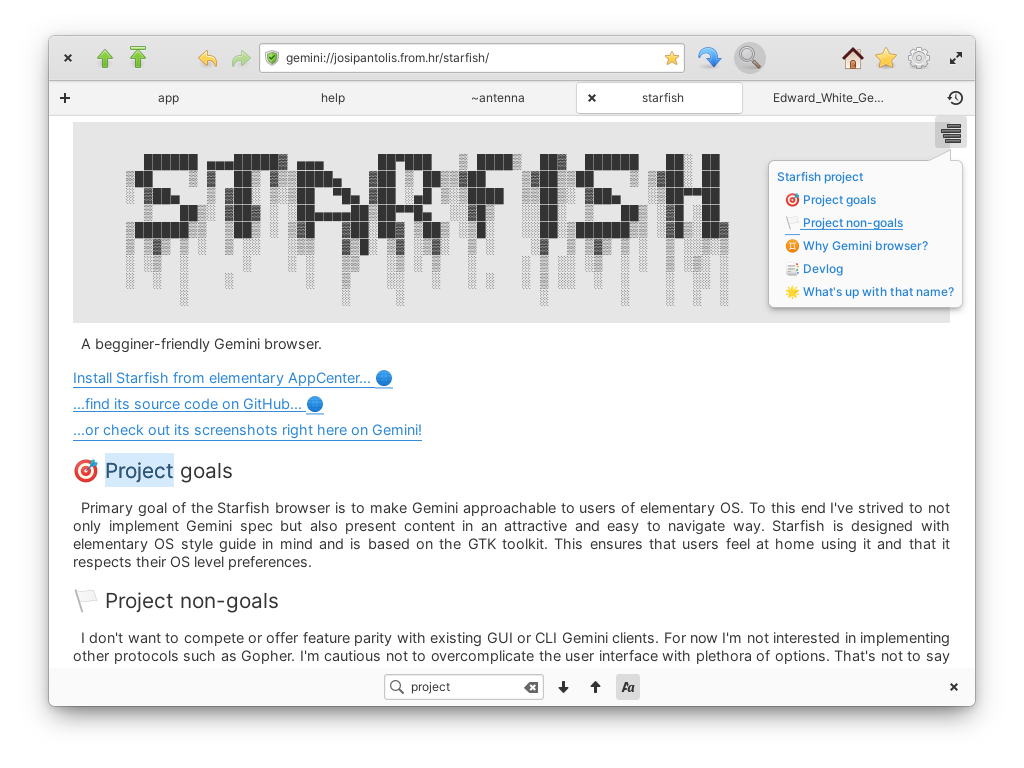 gemini://josipantolis.from.hr/starfish/
app
help
~antenna
starfish
Edward_White_Ge...
STARFISH
Starfish project
🎯 Project goals
🏳 Project non-goals
♊ Why Gemini browser?
📑 Devlog
🌟 What's up with that name?
A begginer-friendly Gemini browser.
Install Starfish from elementary AppCenter... 🌐
...find its source code on GitHub... 🌐
...or check out its screenshots right here on Gemini!
🎯 Project goals
Primary goal of the Starfish browser is to make Gemini approachable to users of elementary OS. To this end I've strived to not
only implement Gemini spec but also present content in an attractive and easy to navigate way. Starfish is designed with
elementary OS style guide in mind and is based on the GTK toolkit. This ensures that users feel at home using it and that it
respects their OS level preferences.
🏳 Project non-goals
I don't want to compete or offer feature parity with existing GUI or CLI Gemini clients. For now I'm not interested in implementing
other protocols such as Gopher. I'm cautious not to overcomplicate the user interface with plethora of options. That's not to say
project
Aa